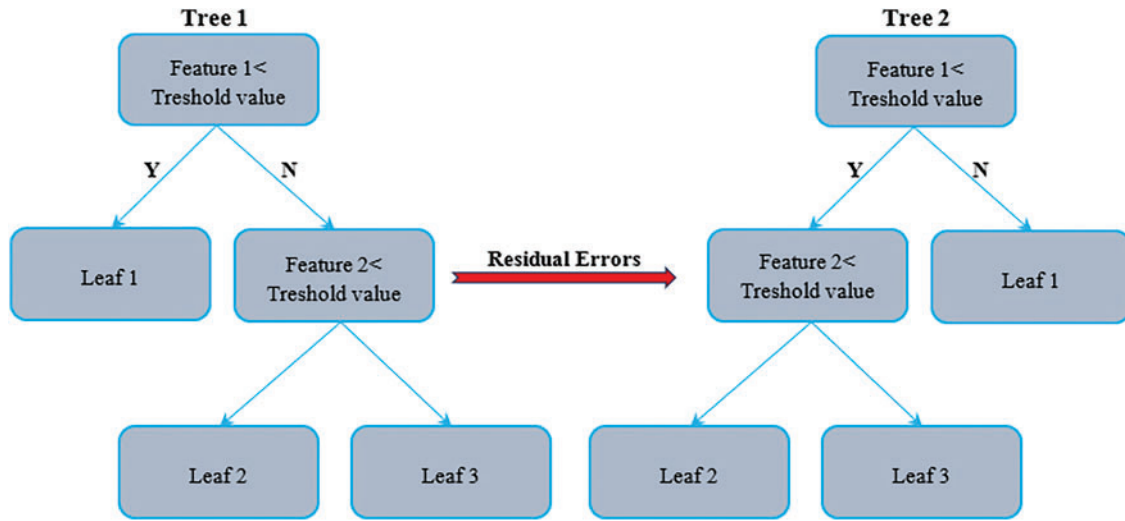 Tree 1
Feature 1<
Treshold value
Y
N
Leaf 1
Feature 2<
Treshold value
Leaf 2
Leaf 3
Residual Errors
Tree 2
Feature 1<
Treshold value
Y
N
Feature 2<
Treshold value
Leaf 1
Leaf 2
Leaf 3